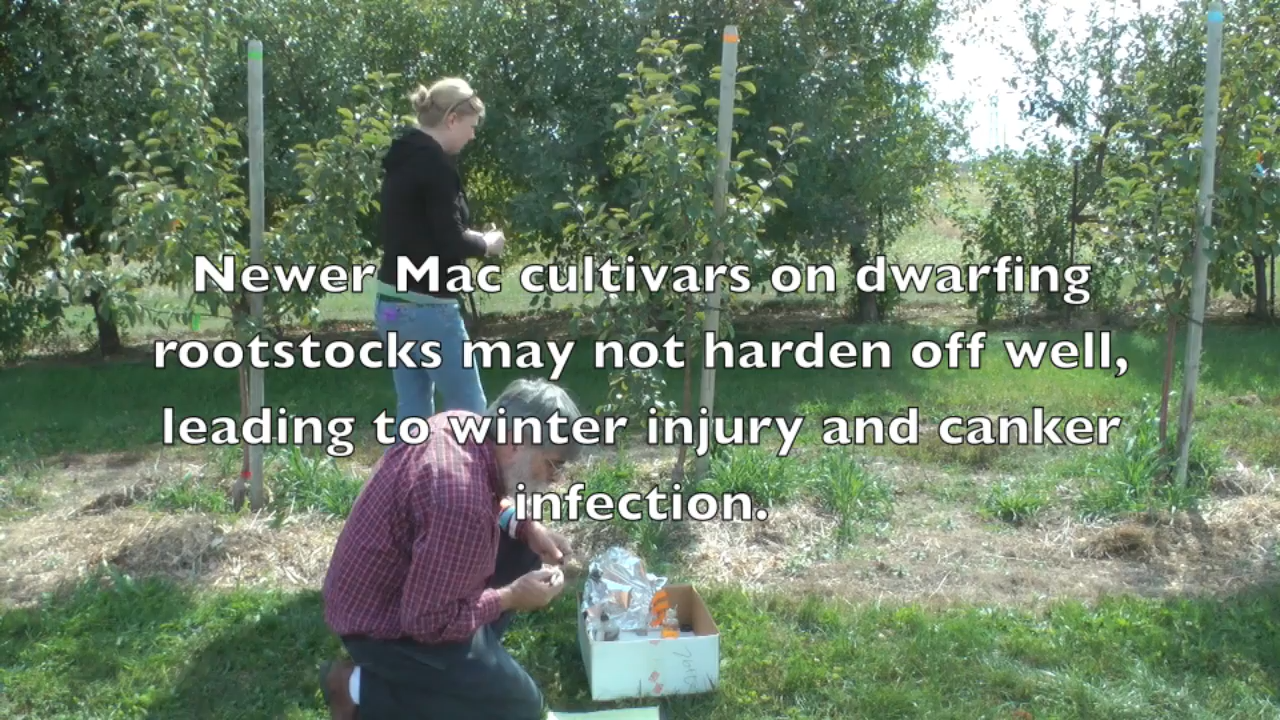 Newer Mac cultivars on dwarfing
rootstocks may not harden off well,
leading to winter injury and canker
infection.